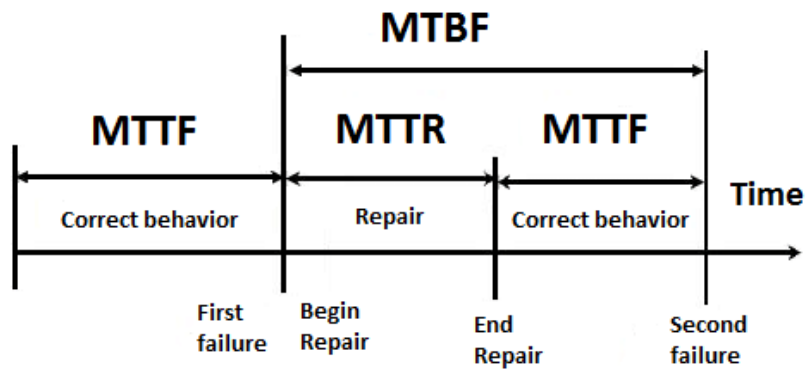 MTBF
MTTF
MTTR
MTTF
Time
Correct behavior
Repair
Correct behavior
First
failure
Begin
Repair
End
Repair
Second
failure